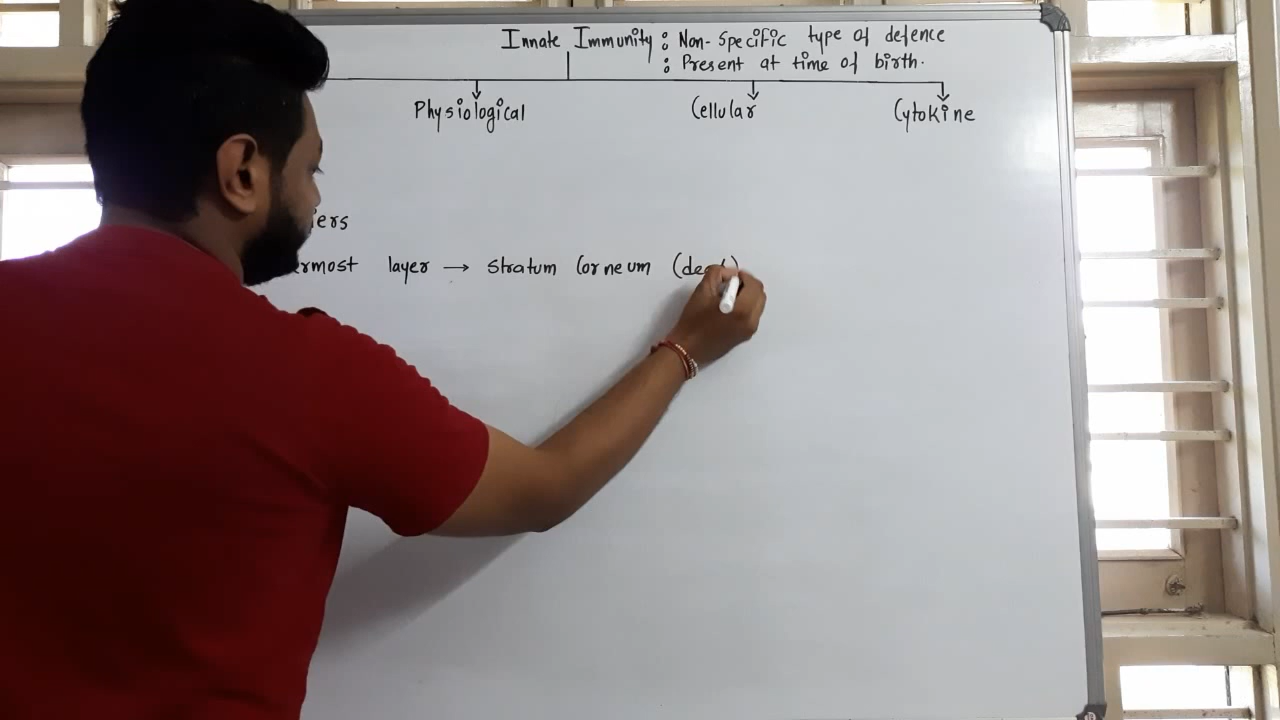 Innate Immunity : Non-Specific type of defence
: Present at time of birth.
Physiological Cellular Cytokine
layer → stratum Corneum